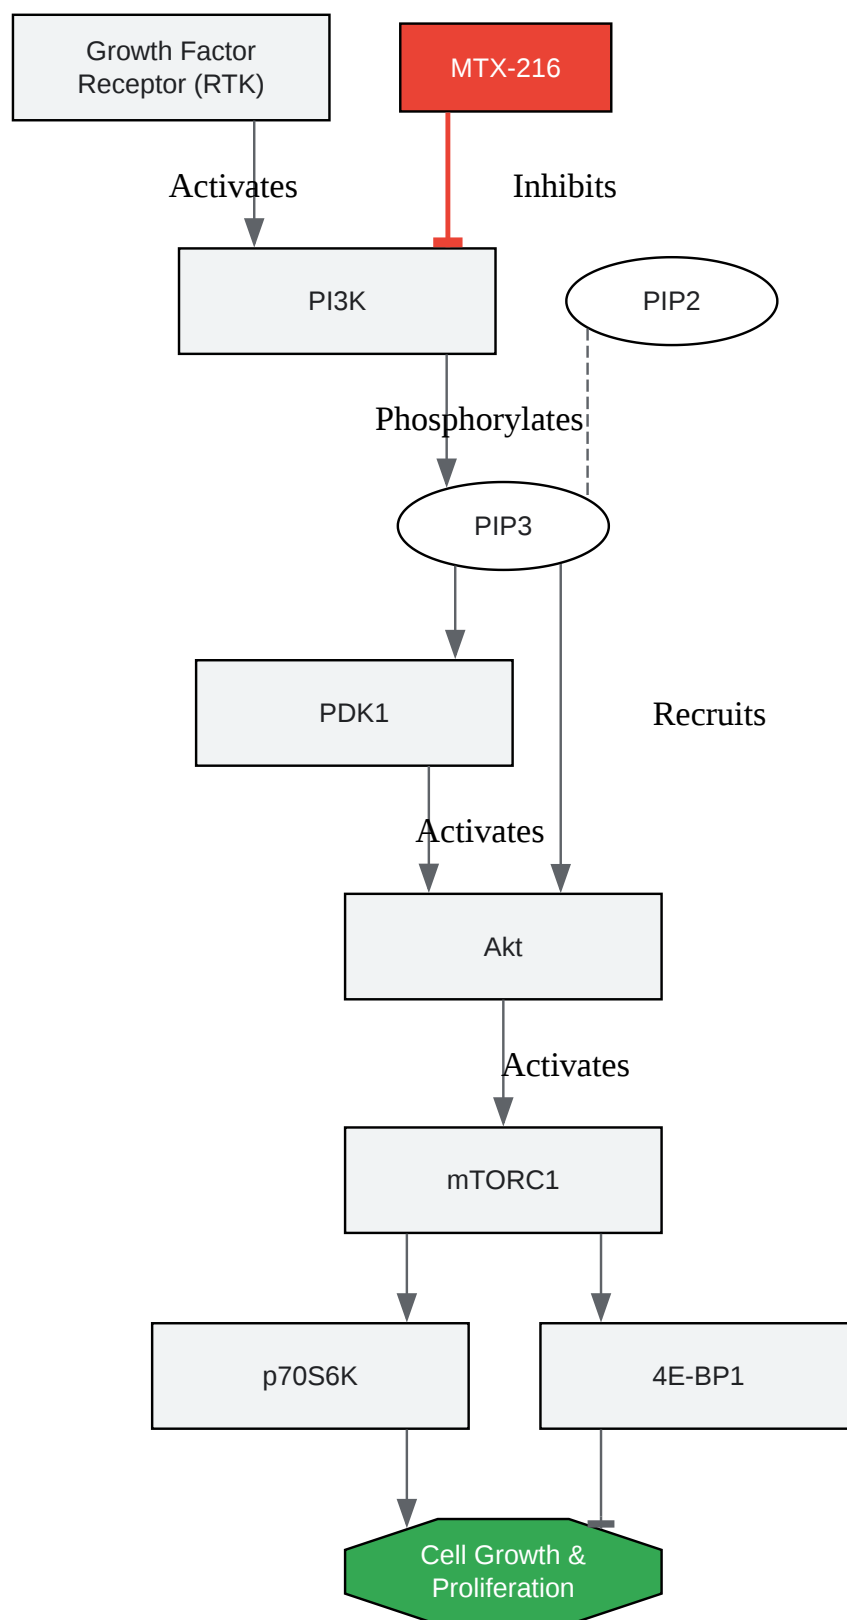 Growth Factor
Receptor (RTK)
MTX-216
Activates
Inhibits
PI3K
PIP2
Phosphorylates
PIP3
PDK1
Recruits
Activates
Akt
Activates
mTORC1
p70S6K
4E-BP1
Cell Growth &
Proliferation